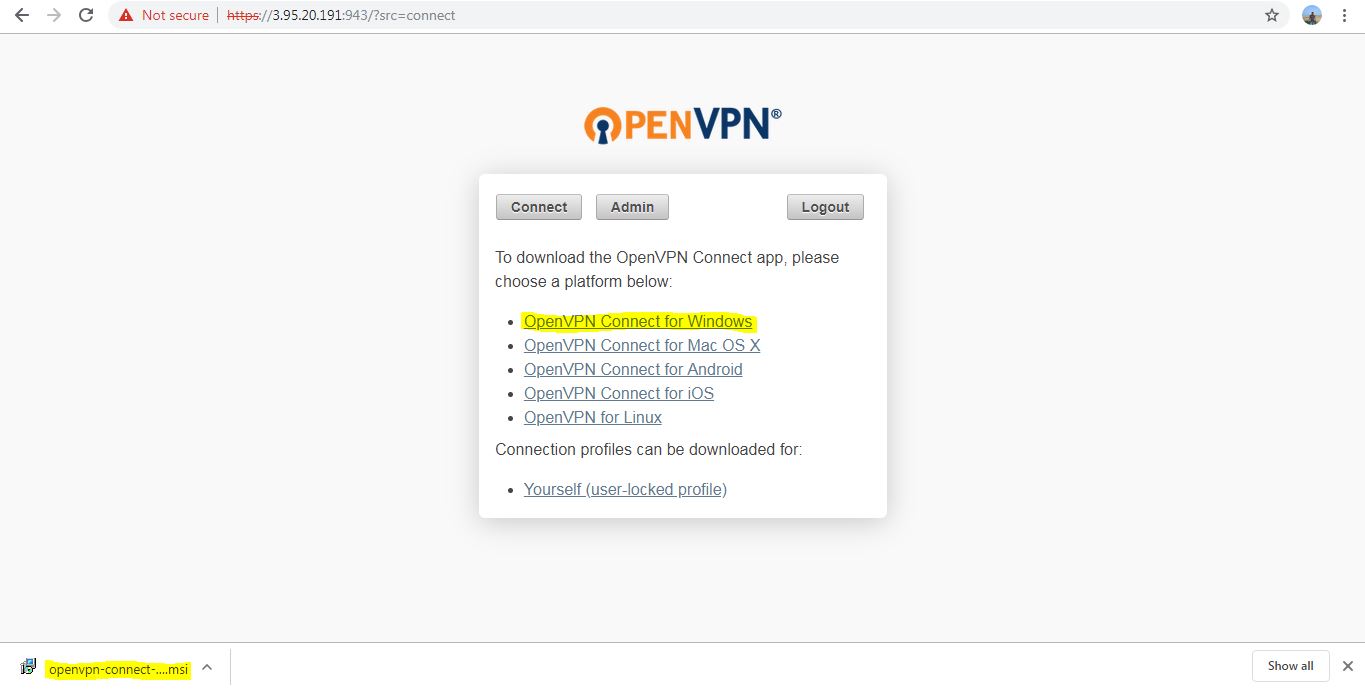 Not secure | https://3.95.20.191:943/?src=connect
OPENVPN®
Connect Admin Logout
To download the OpenVPN Connect app, please
choose a platform below:
• OpenVPN Connect for Windows
• OpenVPN Connect for Mac OS X
• OpenVPN Connect for Android
• OpenVPN Connect for iOS
• OpenVPN for Linux
Connection profiles can be downloaded for:
• Yourself (user-locked profile)
openvpn-connect-....msi Show all